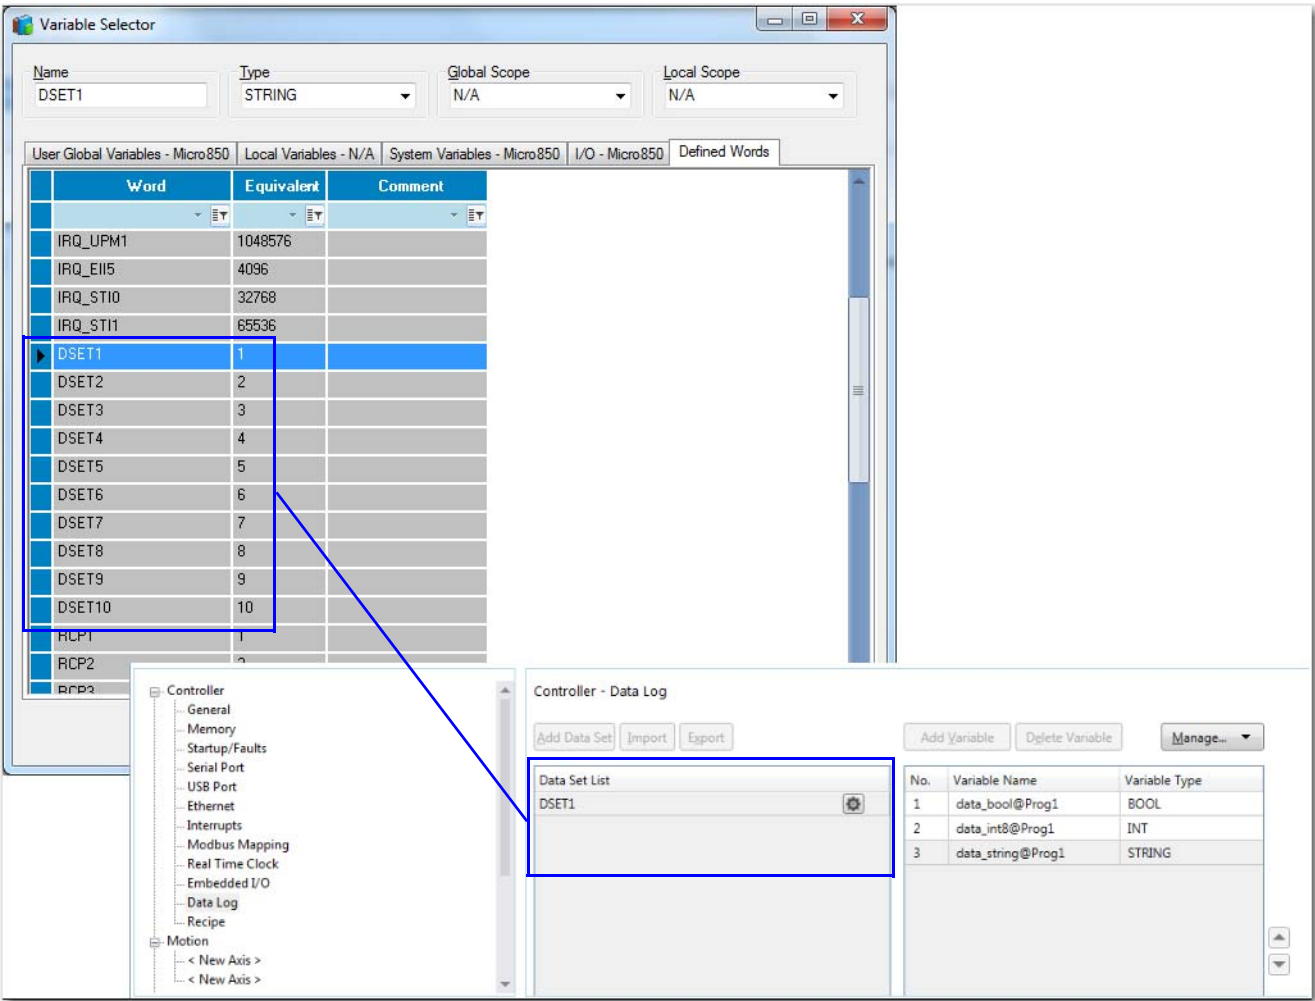 Variable Selector
Name Type Global Scope Local Scope
DSET1 STRING N/A N/A
User Global Variables - Micro850 Local Variables - N/A System Variables - Micro850 I/O - Micro850 Defined Words
Word Equivalent Comment
IRQ_UPM1 1048576
IRQ_EII5 4096
IRQ_STI0 32768
IRQ_STI1 65536
DSET1 1
DSET2 2
DSET3 3
DSET4 4
DSET5 5
DSET6 6
DSET7 7
DSET8 8
DSET9 9
DSET10 10
RCP1 1
RCP2 2
RCP3
Controller
General
Memory
Startup/Faults
Serial Port
USB Port
Ethernet
Interrupts
Modbus Mapping
Real Time Clock
Embedded I/O
Data Log
Recipe
Motion
< New Axis >
< New Axis >
Controller - Data Log
Add Data Set Import Export Add Variable Delete Variable Manage...
Data Set List
DSET1
No. Variable Name Variable Type
1 data_bool@Prog1 BOOL
2 data_int8@Prog1 INT
3 data_string@Prog1 STRING